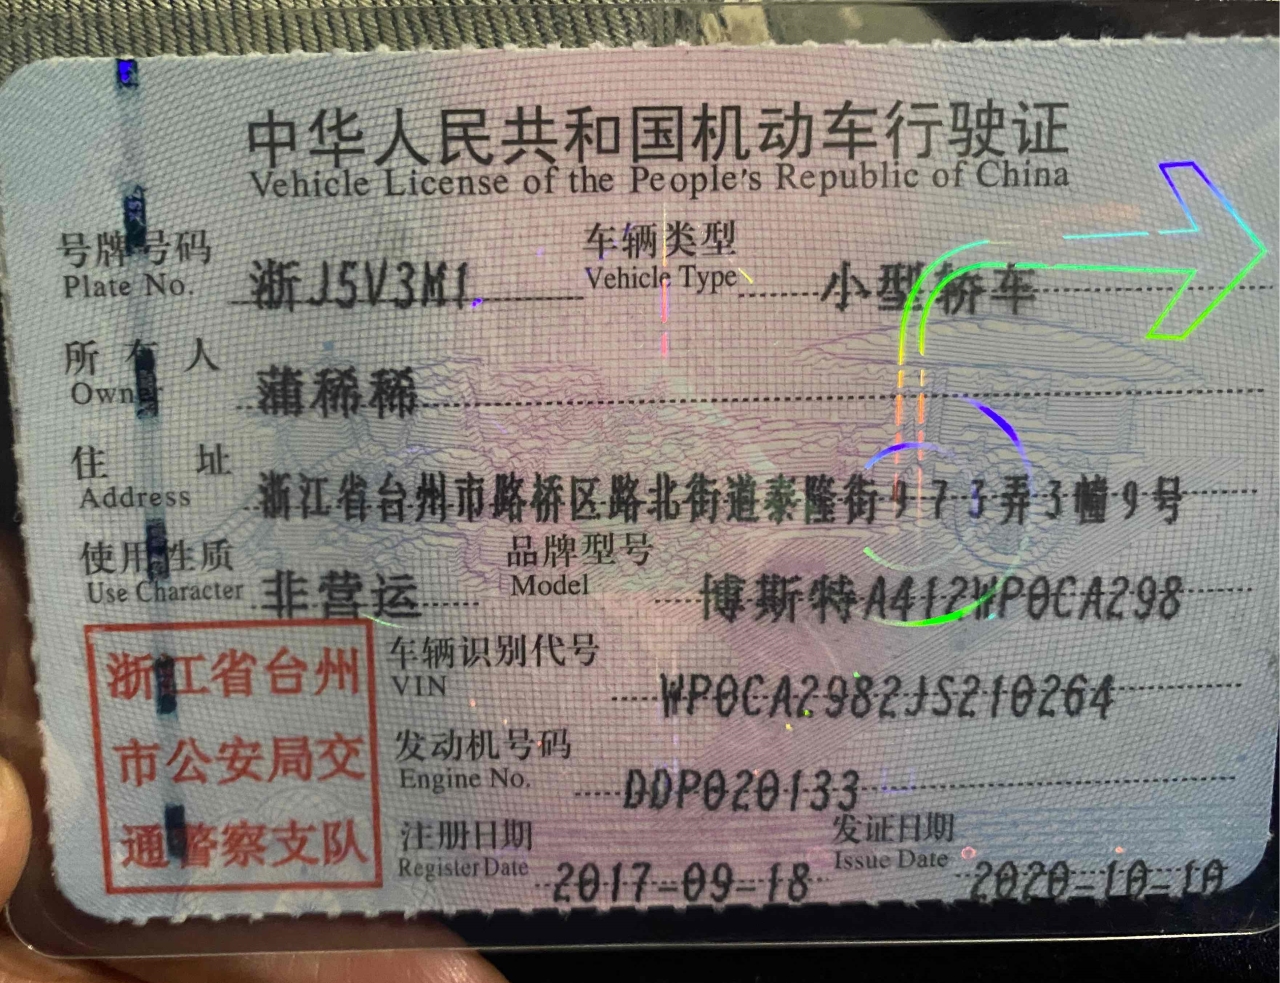 中华人民共和国机动车行驶证
Vehicle License of the People's Republic of China
号牌号码 浙J5V3M1 车辆类型 小型轿车
Plate No. Vehicle Type
所有人 蒲稀稀
Owner
住址 浙江省台州市路桥区路北街道泰隆街973弄3幢9号
Address
使用性质 非营运 品牌型号 博斯特A412WP0CA298
Use Character Model
车辆识别代号 WP0CA2982JS210264
VIN
发动机号码 DDP020133
Engine No.
注册日期 2017-09-18 发证日期 2020-10-10
Register Date Issue Date
浙江省台州
市公安局交
通警察支队